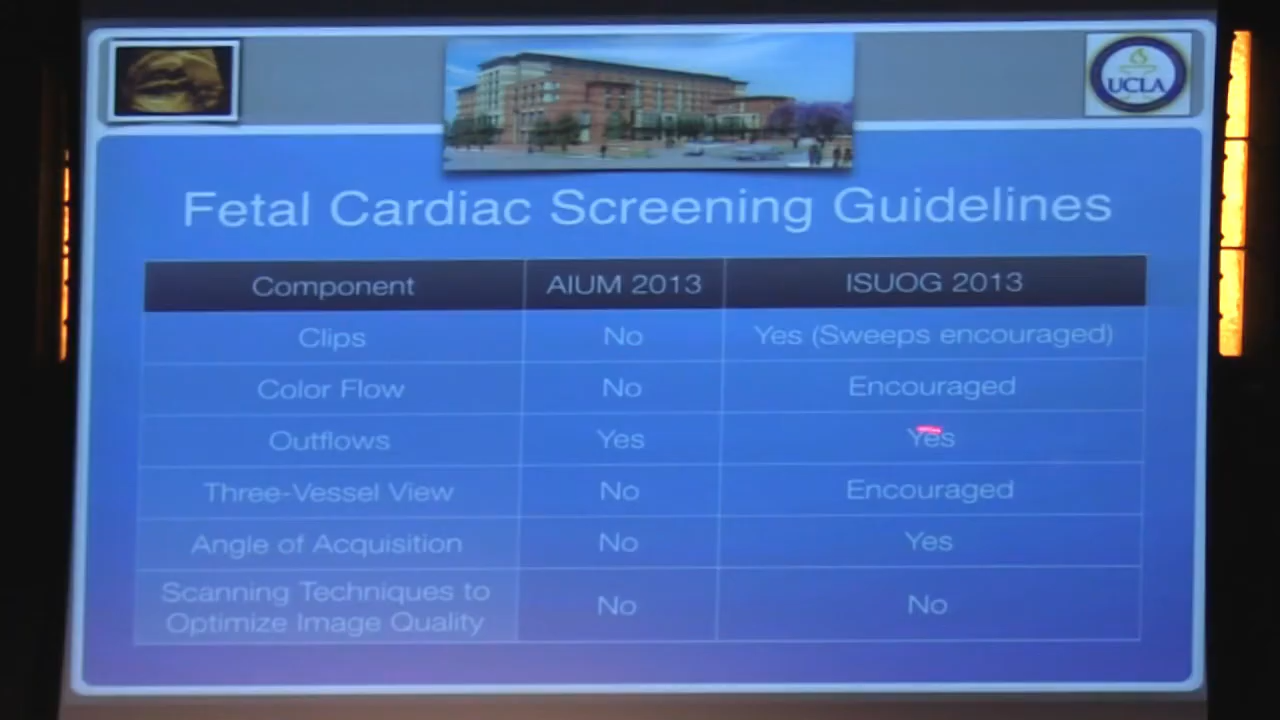 UCLA
Fetal Cardiac Screening Guidelines
Component AIUM 2013 ISUOG 2013
Clips No Yes (Sweeps encouraged)
Color Flow No Encouraged
Outflows Yes Yes
Three-Vessel View No Encouraged
Angle of Acquisition No Yes
Scanning Techniques to
Optimize Image Quality No No